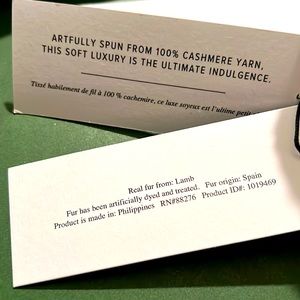 ARTFULLY SPUN FROM 100% CASHMERE YARN,
THIS SOFT LUXURY IS THE ULTIMATE INDULGENCE.
Tissé habilement de fil à 100 % cachemire, ce luxe soyeux est l'ultime petit
Real fur from: Lamb
Fur has been artificially dyed and treated. Fur origin: Spain
Product is made in: Philippines RN#88276 Product ID#: 1019469